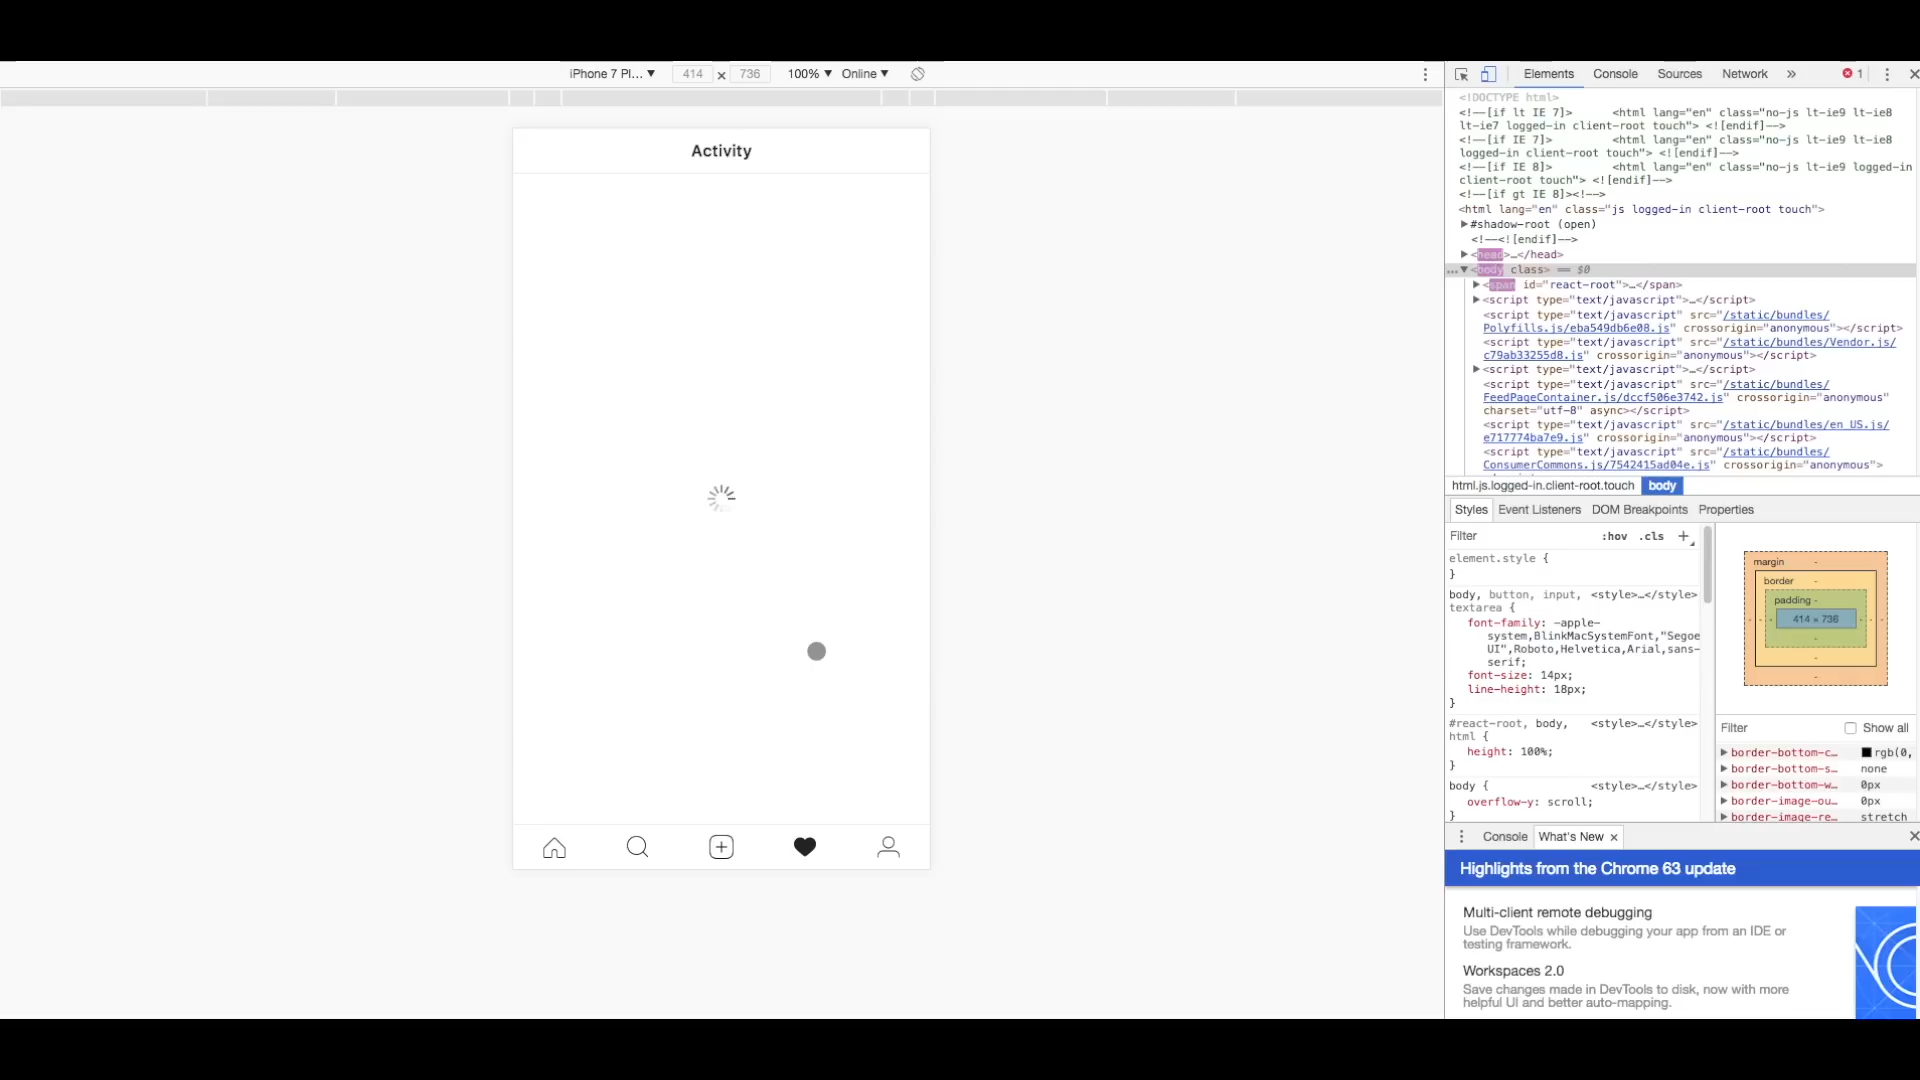 iPhone 7 Pl... ▼ 414 × 736 100% ▼ Online ▼
Activity
Elements Console Sources Network » 1
<!DOCTYPE html>
<!--[if lt IE 7]> <html lang="en" class="no-js lt-ie9 lt-ie8
lt-ie7 logged-in client-root touch"> <![endif]-->
<!--[if IE 7]> <html lang="en" class="no-js lt-ie9 lt-ie8
logged-in client-root touch"> <![endif]-->
<!--[if IE 8]> <html lang="en" class="no-js lt-ie9 logged-in
client-root touch"> <![endif]-->
<!--[if gt IE 8]><!-->
<html lang="en" class="js logged-in client-root touch">
▶#shadow-root (open)
<!--<![endif]-->
▶<head>…</head>
…▼<body class> == $0
▶<span id="react-root">…</span>
▶<script type="text/javascript">…</script>
<script type="text/javascript" src="/static/bundles/
Polyfills.js/eba549db6e08.js" crossorigin="anonymous"></script>
<script type="text/javascript" src="/static/bundles/Vendor.js/
c79ab33255d8.js" crossorigin="anonymous"></script>
▶<script type="text/javascript">…</script>
<script type="text/javascript" src="/static/bundles/
FeedPageContainer.js/dccf506e3742.js" crossorigin="anonymous"
charset="utf-8" async></script>
<script type="text/javascript" src="/static/bundles/en_US.js/
e717774ba7e9.js" crossorigin="anonymous"></script>
<script type="text/javascript" src="/static/bundles/
ConsumerCommons.js/7542415ad04e.js" crossorigin="anonymous">
html.js.logged-in.client-root.touch body
Styles Event Listeners DOM Breakpoints Properties
Filter :hov .cls +
element.style {
}
body, button, input, <style>…</style>
textarea {
font-family: -apple-
system,BlinkMacSystemFont,"Segoe
UI",Roboto,Helvetica,Arial,sans-
serif;
font-size: 14px;
line-height: 18px;
}
#react-root, body, <style>…</style>
html {
height: 100%;
}
body { <style>…</style>
overflow-y: scroll;
}
margin -
border -
padding -
414 × 736
Filter Show all
▶border-bottom-c… rgb(0,
▶border-bottom-s… none
▶border-bottom-w… 0px
▶border-image-ou… 0px
▶border-image-re… stretch
Console What's New ×
Highlights from the Chrome 63 update
Multi-client remote debugging
Use DevTools while debugging your app from an IDE or
testing framework.
Workspaces 2.0
Save changes made in DevTools to disk, now with more
helpful UI and better auto-mapping.